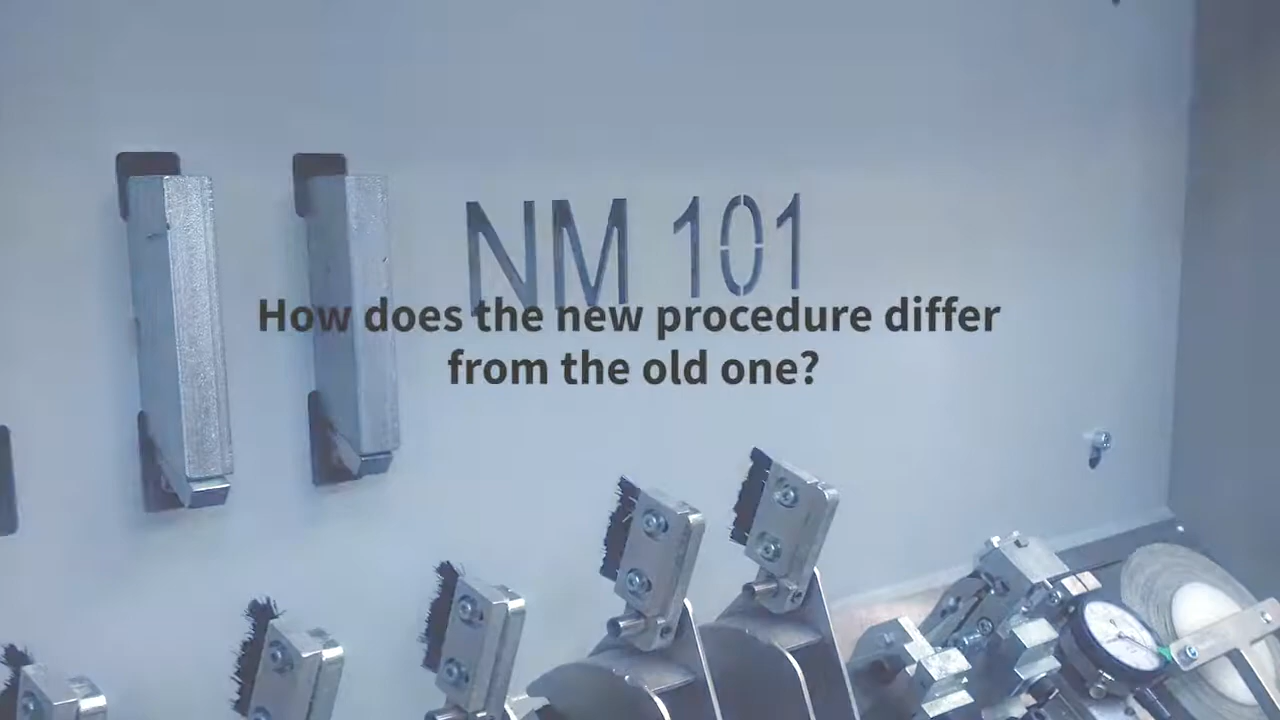 NM 101
How does the new procedure differ
from the old one?